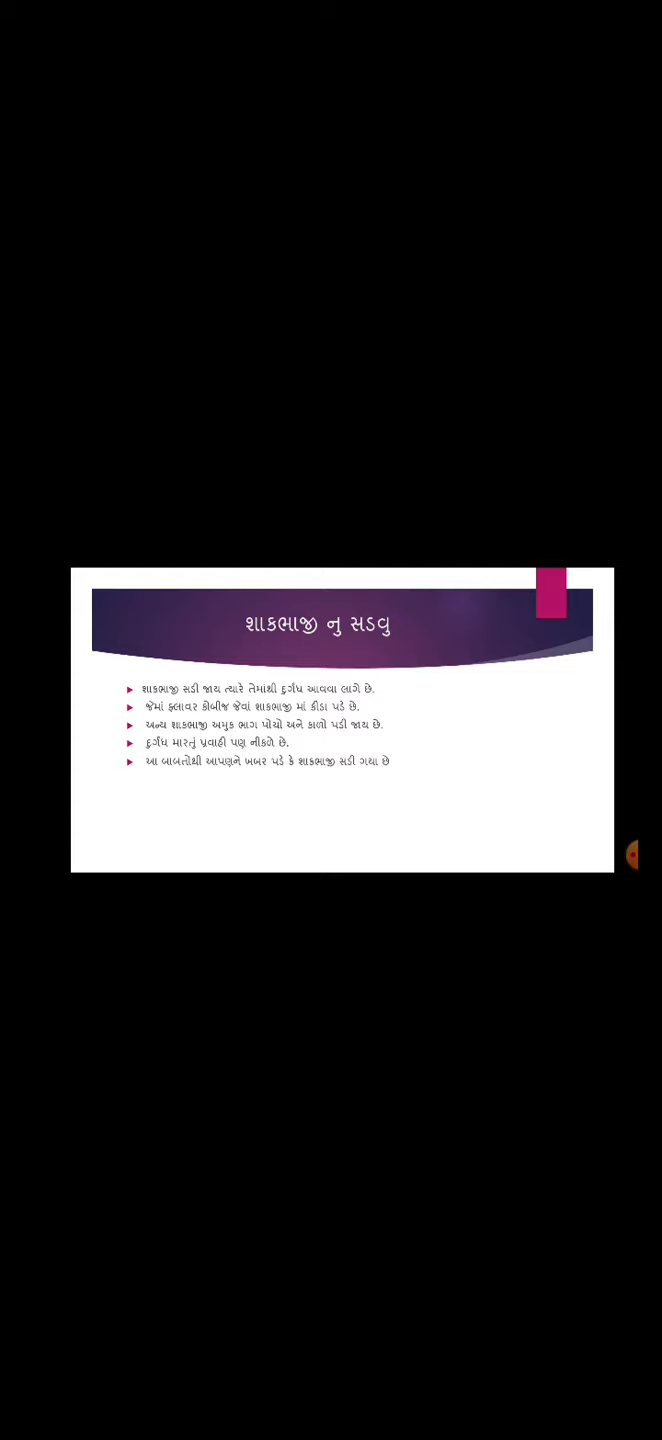 શાકભાજી નુ સડવુ
શાકભાજી સડી જાય ત્યારે તેમાંથી દુર્ગંધ આવવા લાગે છે.
જેમાં ફ્લાવર કોબીજ જેવાં શાકભાજી માં કીડા પડે છે.
અન્ય શાકભાજી અમુક ભાગ પોચો અને કાળો પડી જાય છે.
દુર્ગંધ મારતું પ્રવાહી પણ નીકળે છે.
આ બાબતોથી આપણને ખબર પડે કે શાકભાજી સડી ગયા છે